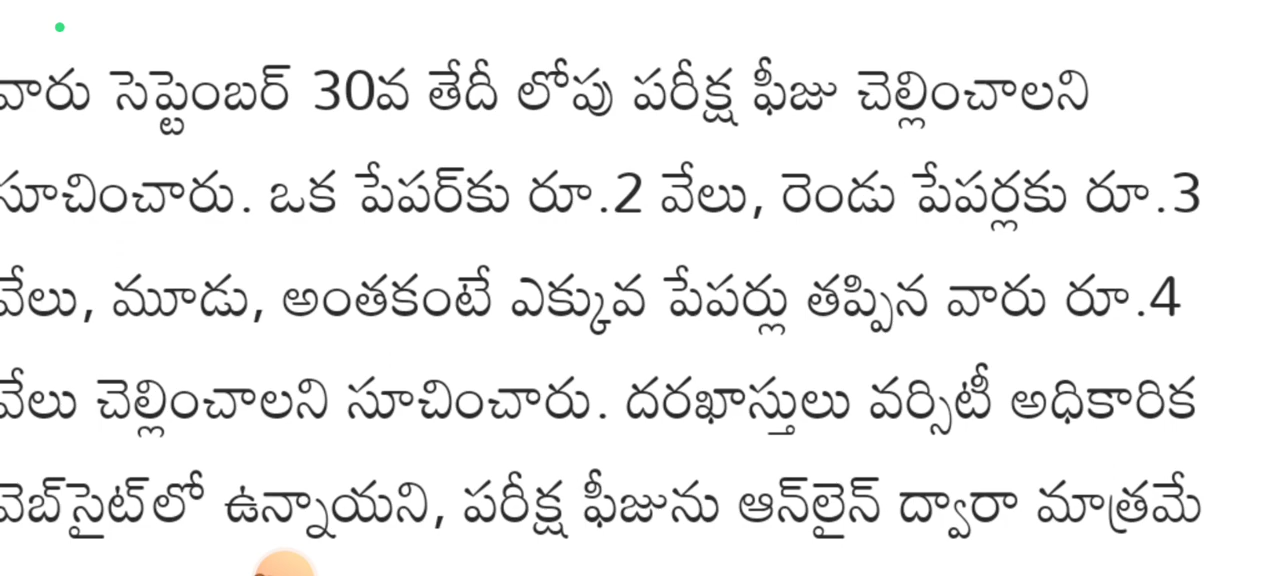 వారు సెప్టెంబర్ 30వ తేదీ లోపు పరీక్ష ఫీజు చెల్లించాలని
సూచించారు. ఒక పేపర్‌కు రూ.2 వేలు, రెండు పేపర్లకు రూ.3
వేలు, మూడు, అంతకంటే ఎక్కువ పేపర్లు తప్పిన వారు రూ.4
వేలు చెల్లించాలని సూచించారు. దరఖాస్తులు వర్సిటీ అధికారిక
వెబ్‌సైట్‌లో ఉన్నాయని, పరీక్ష ఫీజును ఆన్‌లైన్ ద్వారా మాత్రమే